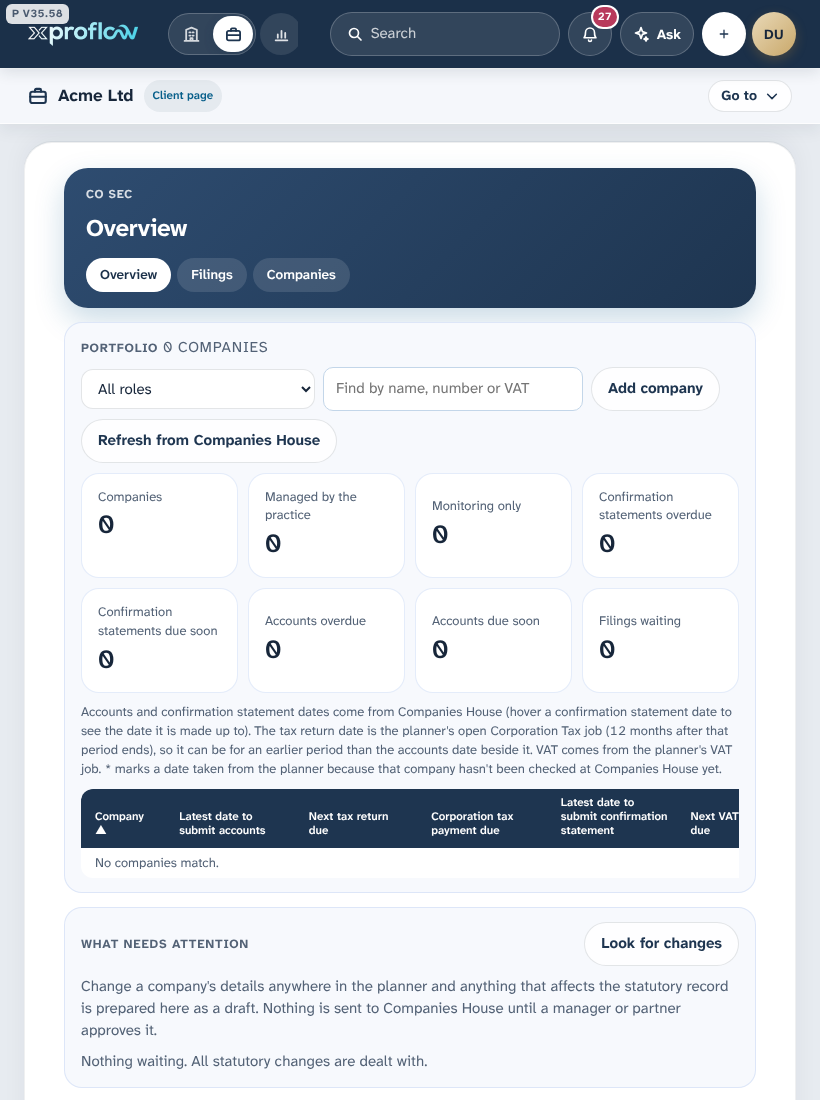 P V35.58
xproflow
Search
27
Ask
+
DU
Acme Ltd
Client page
Go to
CO SEC
Overview
Overview
Filings
Companies
PORTFOLIO 0 COMPANIES
All roles
Find by name, number or VAT
Add company
Refresh from Companies House
Companies
0
Managed by the
practice
0
Monitoring only
0
Confirmation
statements overdue
0
Confirmation
statements due soon
0
Accounts overdue
0
Accounts due soon
0
Filings waiting
0
Accounts and confirmation statement dates come from Companies House (hover a confirmation statement date to
see the date it is made up to). The tax return date is the planner's open Corporation Tax job (12 months after that
period ends), so it can be for an earlier period than the accounts date beside it. VAT comes from the planner's VAT
job. * marks a date taken from the planner because that company hasn't been checked at Companies House yet.
Company ▲
Latest date to
submit accounts
Next tax return
due
Corporation tax
payment due
Latest date to
submit confirmation
statement
Next VAT
due
No companies match.
WHAT NEEDS ATTENTION
Look for changes
Change a company's details anywhere in the planner and anything that affects the statutory record
is prepared here as a draft. Nothing is sent to Companies House until a manager or partner
approves it.
Nothing waiting. All statutory changes are dealt with.